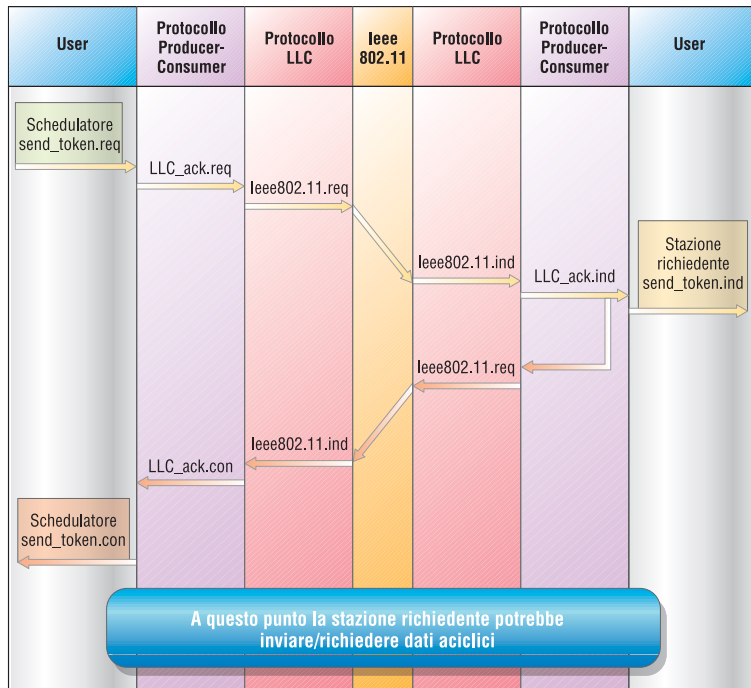 User
Protocollo
Producer-
Consumer
Protocollo
LLC
Ieee
802.11
Protocollo
LLC
Protocollo
Producer-
Consumer
User
Schedulatore
send_token.req
LLC_ack.req
Ieee802.11.req
Ieee802.11.ind
LLC_ack.ind
Stazione
richiedente
send_token.ind
Ieee802.11.req
Ieee802.11.ind
LLC_ack.con
Schedulatore
send_token.con
A questo punto la stazione richiedente potrebbe
inviare/richiedere dati aciclici